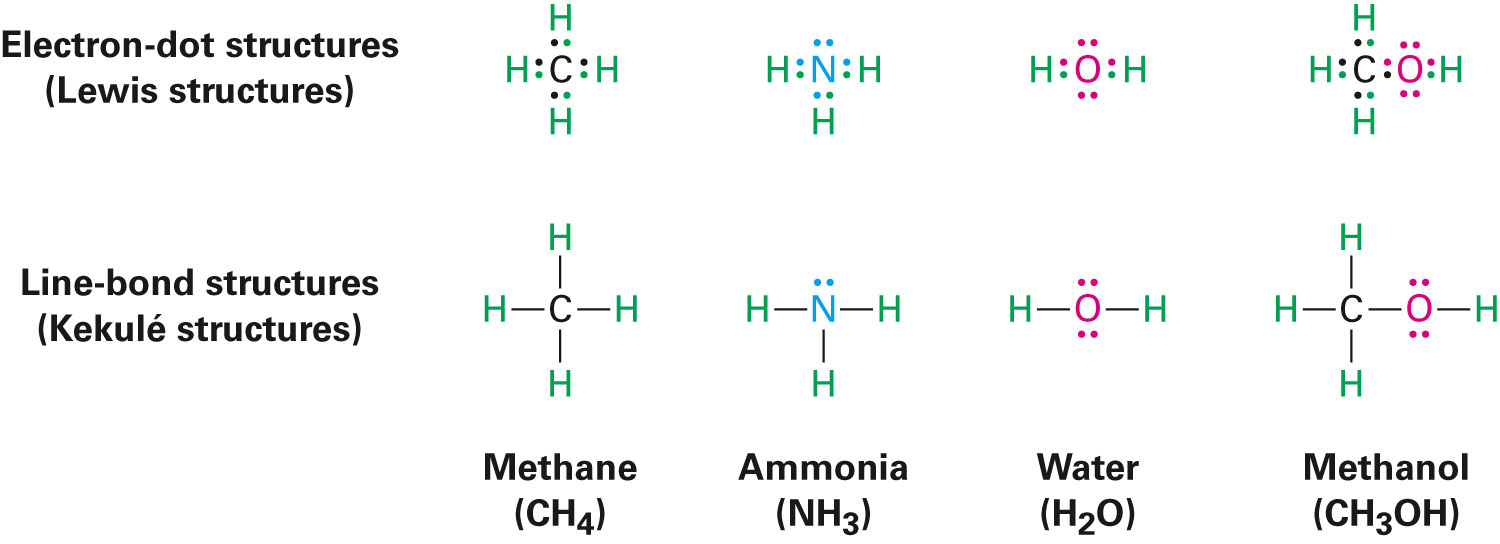 Electron-dot structures
(Lewis structures)
H
H C H
H
H N H
H
H O H
H
H C O H
H
Line-bond structures
(Kekulé structures)
H
H C H
H
H N H
H
H O H
H
H C O H
H
Methane
(CH4)
Ammonia
(NH3)
Water
(H2O)
Methanol
(CH3OH)